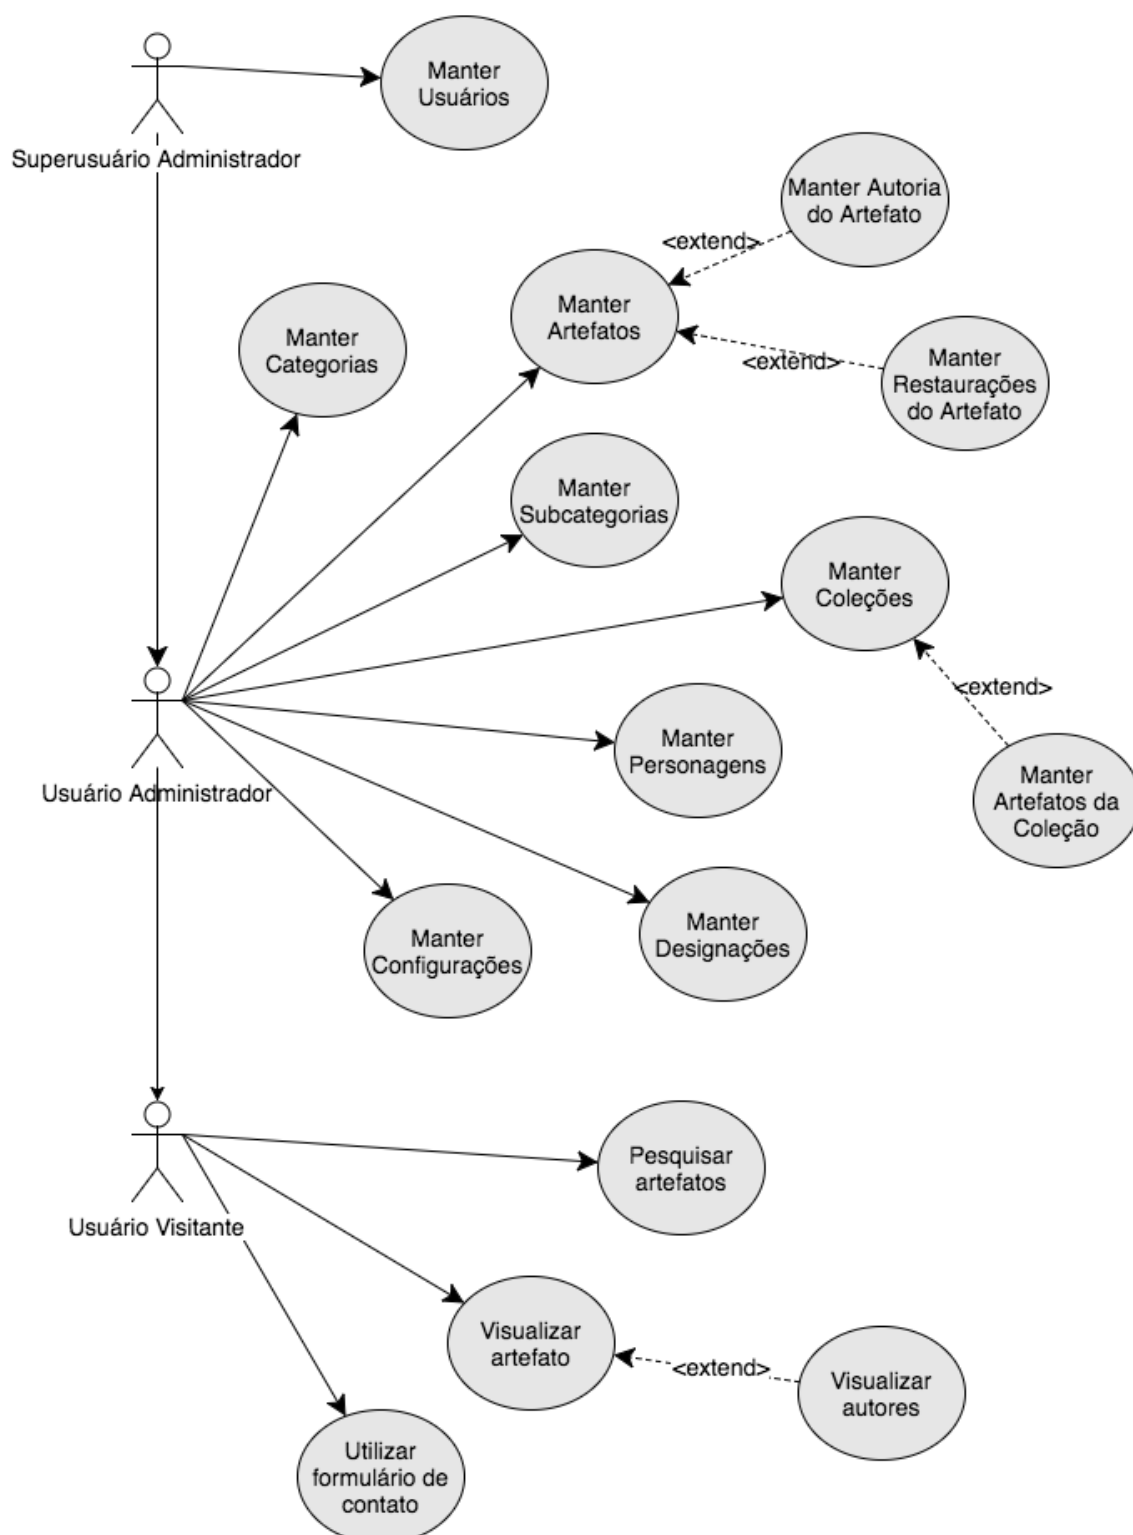 Manter
Usuários
Superusuário Administrador
Manter Autoria
do Artefato
<extend>
Manter
Artefatos
Manter
Categorias
<extend>
Manter
Restaurações
do Artefato
Manter
Subcategorias
Manter
Coleções
<extend>
Manter
Personagens
Manter
Artefatos da
Coleção
Usuário Administrador
Manter
Designações
Manter
Configurações
Pesquisar
artefatos
Usuário Visitante
Visualizar
artefato
<extend>
Visualizar
autores
Utilizar
formulário de
contato